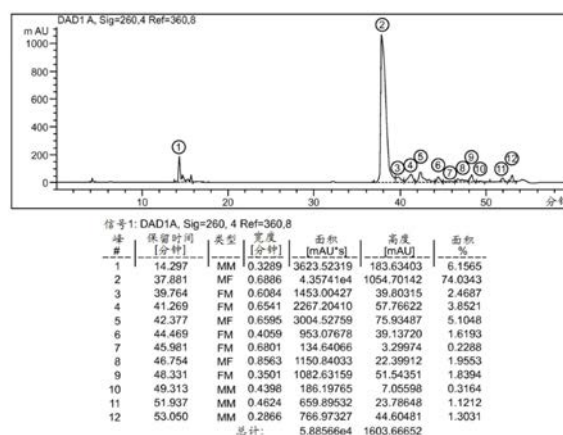 DAD1 A, Sig=260,4 Ref=360,8
mAU
②
1000
800
600
400
200
0
① ③ ④ ⑤ ⑥ ⑦ ⑧ ⑨ ⑩ ⑪ ⑫
10 20 30 40 50 分钟
信号1: DAD1A, Sig=260, 4 Ref=360,8
峰 保留时间 类型 宽度 面积 高度 面积
# [分钟] [分钟] [mAU*s] [mAU] %
1 14.297 MM 0.3289 3623.52319 183.63403 6.1565
2 37.881 MF 0.6886 4.35741e4 1054.70142 74.0343
3 39.764 FM 0.6084 1453.00427 39.80315 2.4687
4 41.269 FM 0.6541 2267.20410 57.76622 3.8521
5 42.377 MF 0.6595 3004.52759 75.93487 5.1048
6 44.469 FM 0.4059 953.07678 39.13720 1.6193
7 45.981 FM 0.6801 134.64066 3.29974 0.2288
8 46.754 MF 0.8563 1150.84033 22.39912 1.9553
9 48.331 FM 0.3501 1082.63159 51.54351 1.8394
10 49.313 MM 0.4398 186.19765 7.05598 0.3164
11 51.937 MM 0.4624 659.89532 23.78648 1.1212
12 53.050 MM 0.2866 766.97327 44.60481 1.3031
总计: 5.88566e4 1603.66652